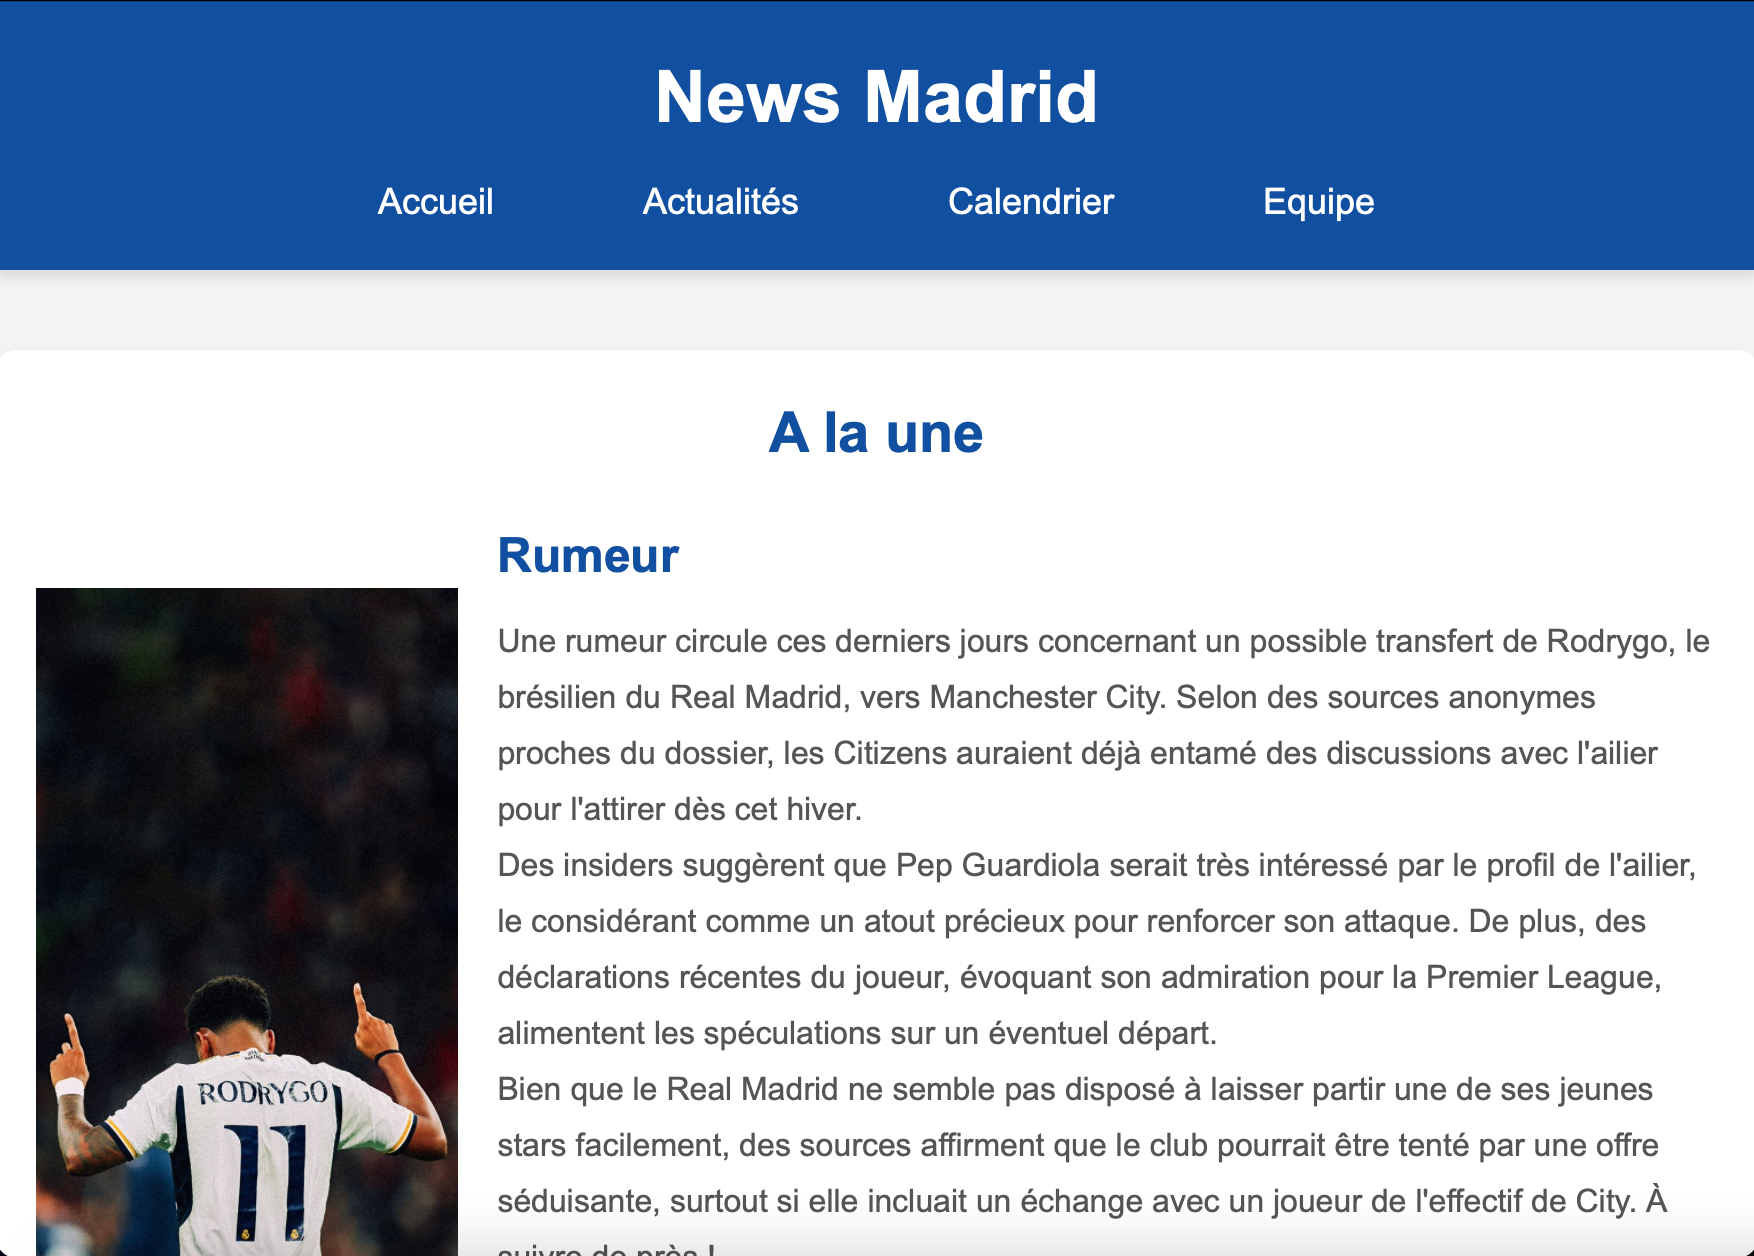 News Madrid
Accueil Actualités Calendrier Equipe
A la une
Rumeur
Une rumeur circule ces derniers jours concernant un possible transfert de Rodrygo, le
brésilien du Real Madrid, vers Manchester City. Selon des sources anonymes
proches du dossier, les Citizens auraient déjà entamé des discussions avec l'ailier
pour l'attirer dès cet hiver.
Des insiders suggèrent que Pep Guardiola serait très intéressé par le profil de l'ailier,
le considérant comme un atout précieux pour renforcer son attaque. De plus, des
déclarations récentes du joueur, évoquant son admiration pour la Premier League,
alimentent les spéculations sur un éventuel départ.
Bien que le Real Madrid ne semble pas disposé à laisser partir une de ses jeunes
stars facilement, des sources affirment que le club pourrait être tenté par une offre
séduisante, surtout si elle incluait un échange avec un joueur de l'effectif de City. À
suivre de près !
RODRYGO
11